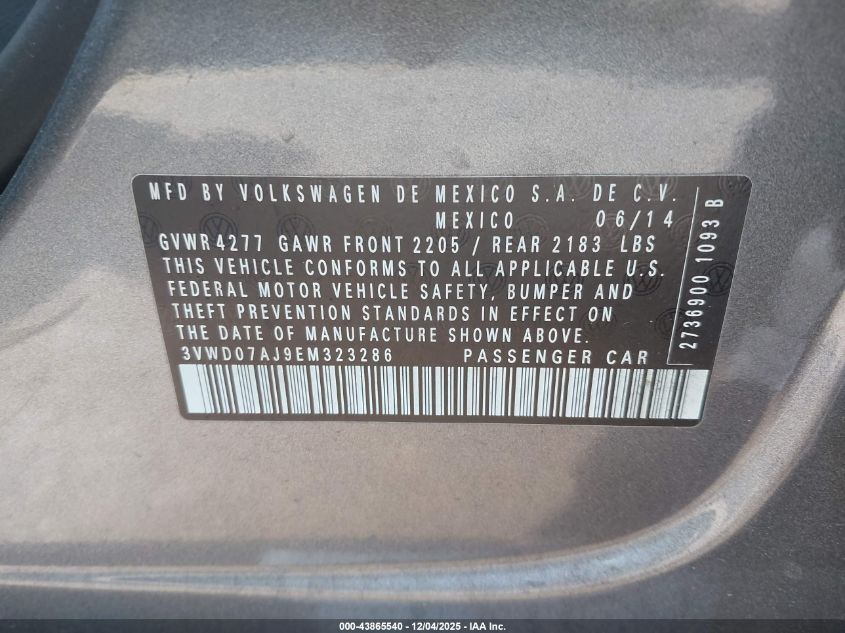 MFD BY VOLKSWAGEN DE MEXICO S.A. DE C.V.
MEXICO 06/14
GVWR4277 GAWR FRONT 2205 / REAR 2183 LBS
THIS VEHICLE CONFORMS TO ALL APPLICABLE U.S.
FEDERAL MOTOR VEHICLE SAFETY, BUMPER AND
THEFT PREVENTION STANDARDS IN EFFECT ON
THE DATE OF MANUFACTURE SHOWN ABOVE.
3VWD07AJ9EM323286 PASSENGER CAR
2736900 1093 B
000-43865540 - 12/04/2025 - IAA Inc.